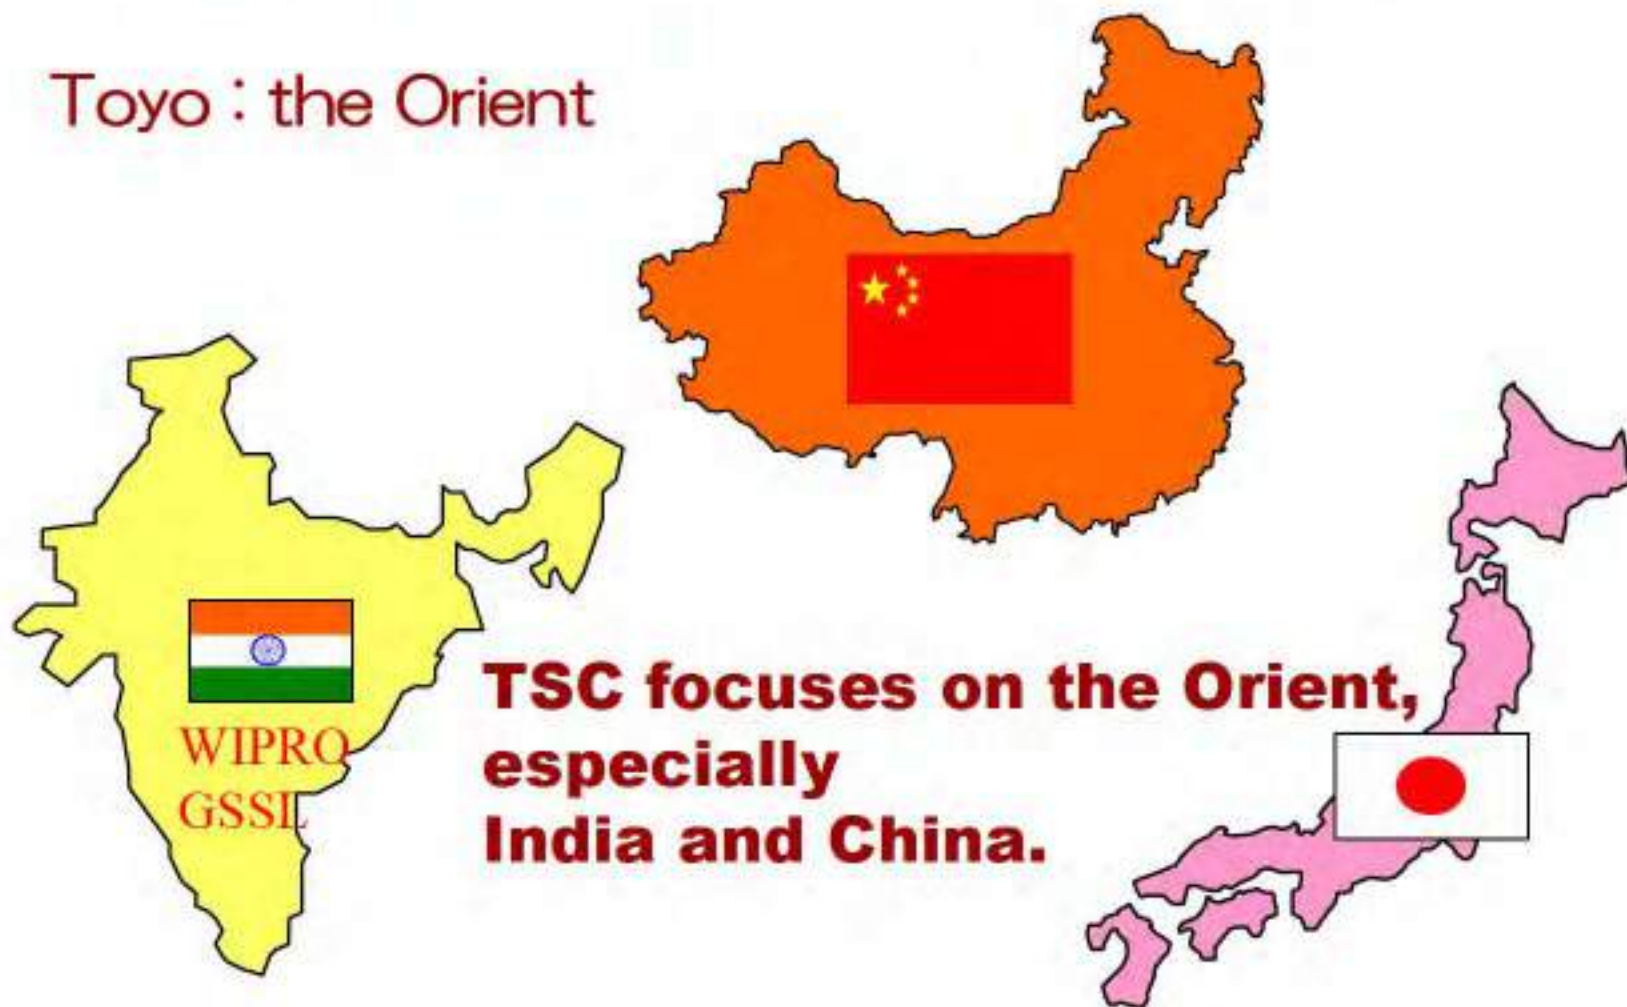 Toyo : the Orient
WIPRO
GSSL
TSC focuses on the Orient,
especially
India and China.